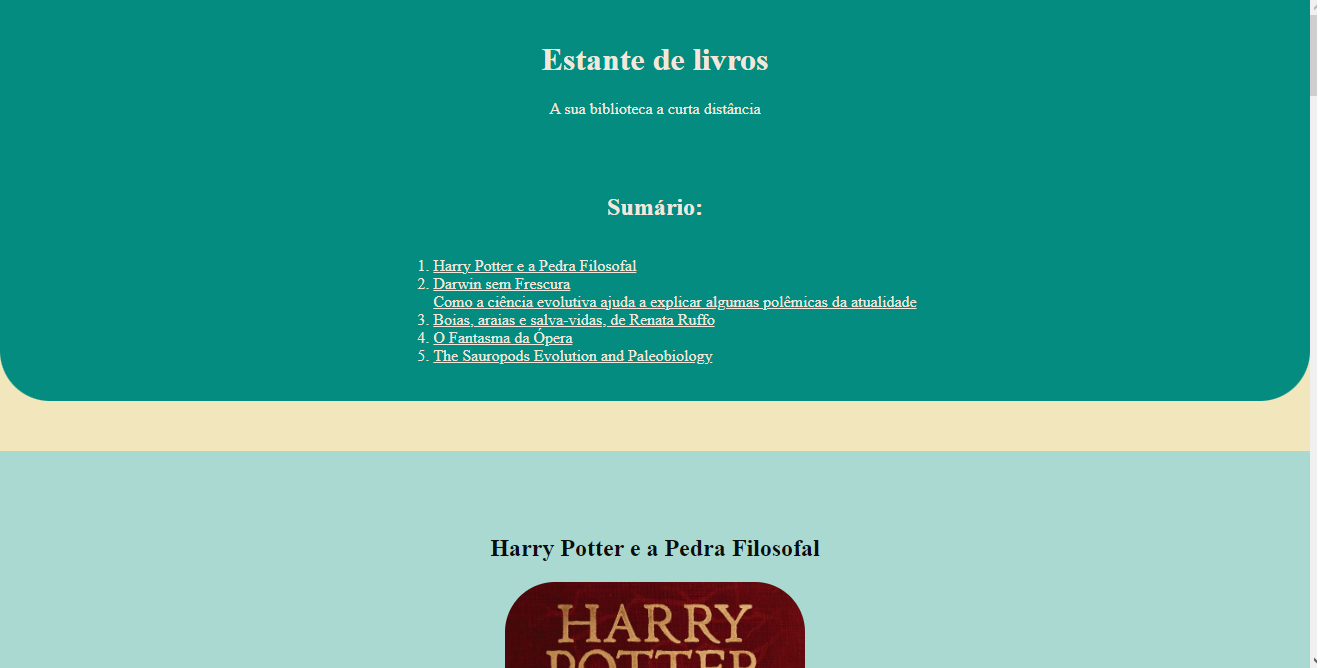 Estante de livros
A sua biblioteca a curta distância
Sumário:
1. Harry Potter e a Pedra Filosofal
2. Darwin sem Frescura
Como a ciência evolutiva ajuda a explicar algumas polêmicas da atualidade
3. Boias, araias e salva-vidas, de Renata Ruffo
4. O Fantasma da Ópera
5. The Sauropods Evolution and Paleobiology
Harry Potter e a Pedra Filosofal
HARRY
POTTER